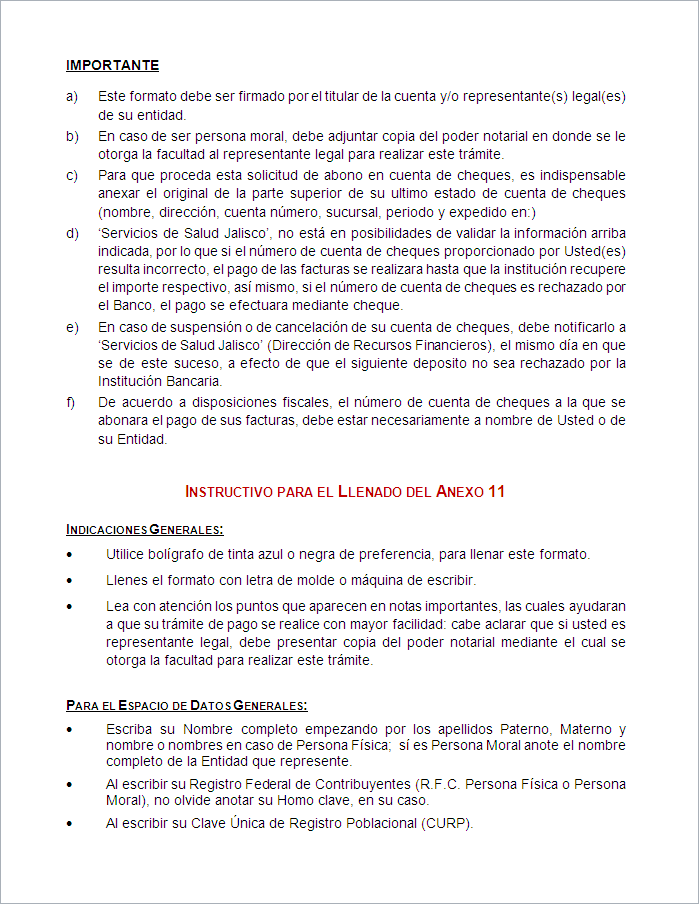 IMPORTANTE
a) Este formato debe ser firmado por el titular de la cuenta y/o representante(s) legal(es)
de su entidad.
b) En caso de ser persona moral, debe adjuntar copia del poder notarial en donde se le
otorga la facultad al representante legal para realizar este trámite.
c) Para que proceda esta solicitud de abono en cuenta de cheques, es indispensable
anexar el original de la parte superior de su ultimo estado de cuenta de cheques
(nombre, dirección, cuenta número, sucursal, periodo y expedido en:)
d) ‘Servicios de Salud Jalisco’, no está en posibilidades de validar la información arriba
indicada, por lo que si el número de cuenta de cheques proporcionado por Usted(es)
resulta incorrecto, el pago de las facturas se realizara hasta que la institución recupere
el importe respectivo, así mismo, si el número de cuenta de cheques es rechazado por
el Banco, el pago se efectuara mediante cheque.
e) En caso de suspensión o de cancelación de su cuenta de cheques, debe notificarlo a
‘Servicios de Salud Jalisco’ (Dirección de Recursos Financieros), el mismo día en que
se de este suceso, a efecto de que el siguiente deposito no sea rechazado por la
Institución Bancaria.
f) De acuerdo a disposiciones fiscales, el número de cuenta de cheques a la que se
abonara el pago de sus facturas, debe estar necesariamente a nombre de Usted o de
su Entidad.
INSTRUCTIVO PARA EL LLENADO DEL ANEXO 11
INDICACIONES GENERALES:
• Utilice bolígrafo de tinta azul o negra de preferencia, para llenar este formato.
• Llenes el formato con letra de molde o máquina de escribir.
• Lea con atención los puntos que aparecen en notas importantes, las cuales ayudaran
a que su trámite de pago se realice con mayor facilidad: cabe aclarar que si usted es
representante legal, debe presentar copia del poder notarial mediante el cual se
otorga la facultad para realizar este trámite.
PARA EL ESPACIO DE DATOS GENERALES:
• Escriba su Nombre completo empezando por los apellidos Paterno, Materno y
nombre o nombres en caso de Persona Física; sí es Persona Moral anote el nombre
completo de la Entidad que represente.
• Al escribir su Registro Federal de Contribuyentes (R.F.C. Persona Física o Persona
Moral), no olvide anotar su Homo clave, en su caso.
• Al escribir su Clave Única de Registro Poblacional (CURP).